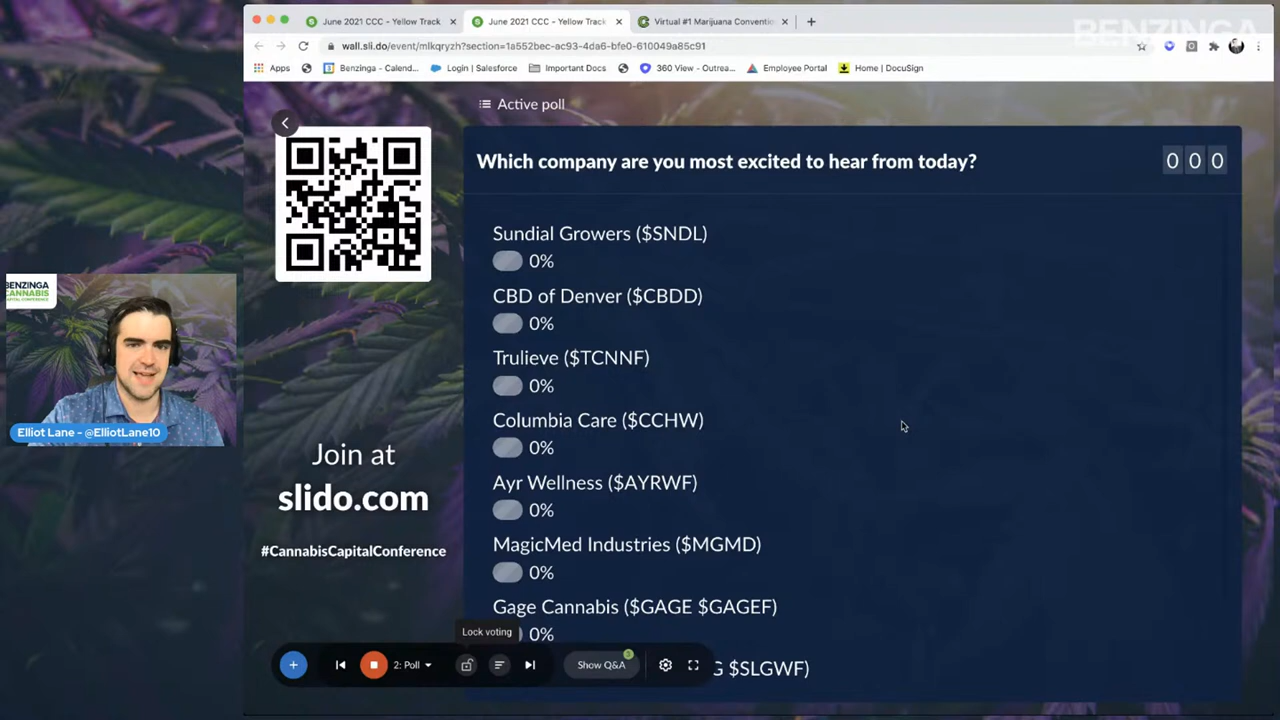 June 2021 CCC - Yellow Track
June 2021 CCC - Yellow Track
Virtual #1 Marijuana Conventio
BENZINGA
wall.sli.do/event/mlkqryzh?section=1a552bec-ac93-4da6-bfe0-610049a85c91
Apps
Benzinga - Calend...
Login | Salesforce
Important Docs
360 View - Outrea...
Employee Portal
Home | DocuSign
Active poll
Which company are you most excited to hear from today?
0 0 0
Sundial Growers ($SNDL)
0%
CBD of Denver ($CBDD)
0%
Trulieve ($TCNNF)
0%
Columbia Care ($CCHW)
0%
Ayr Wellness ($AYRWF)
0%
MagicMed Industries ($MGMD)
0%
Gage Cannabis ($GAGE $GAGEF)
0%
G $SLGWF)
BENZINGA
CANNABIS
CAPITAL CONFERENCE
Elliot Lane - @ElliotLane10
Join at
slido.com
#CannabisCapitalConference
Lock voting
2: Poll
Show Q&A